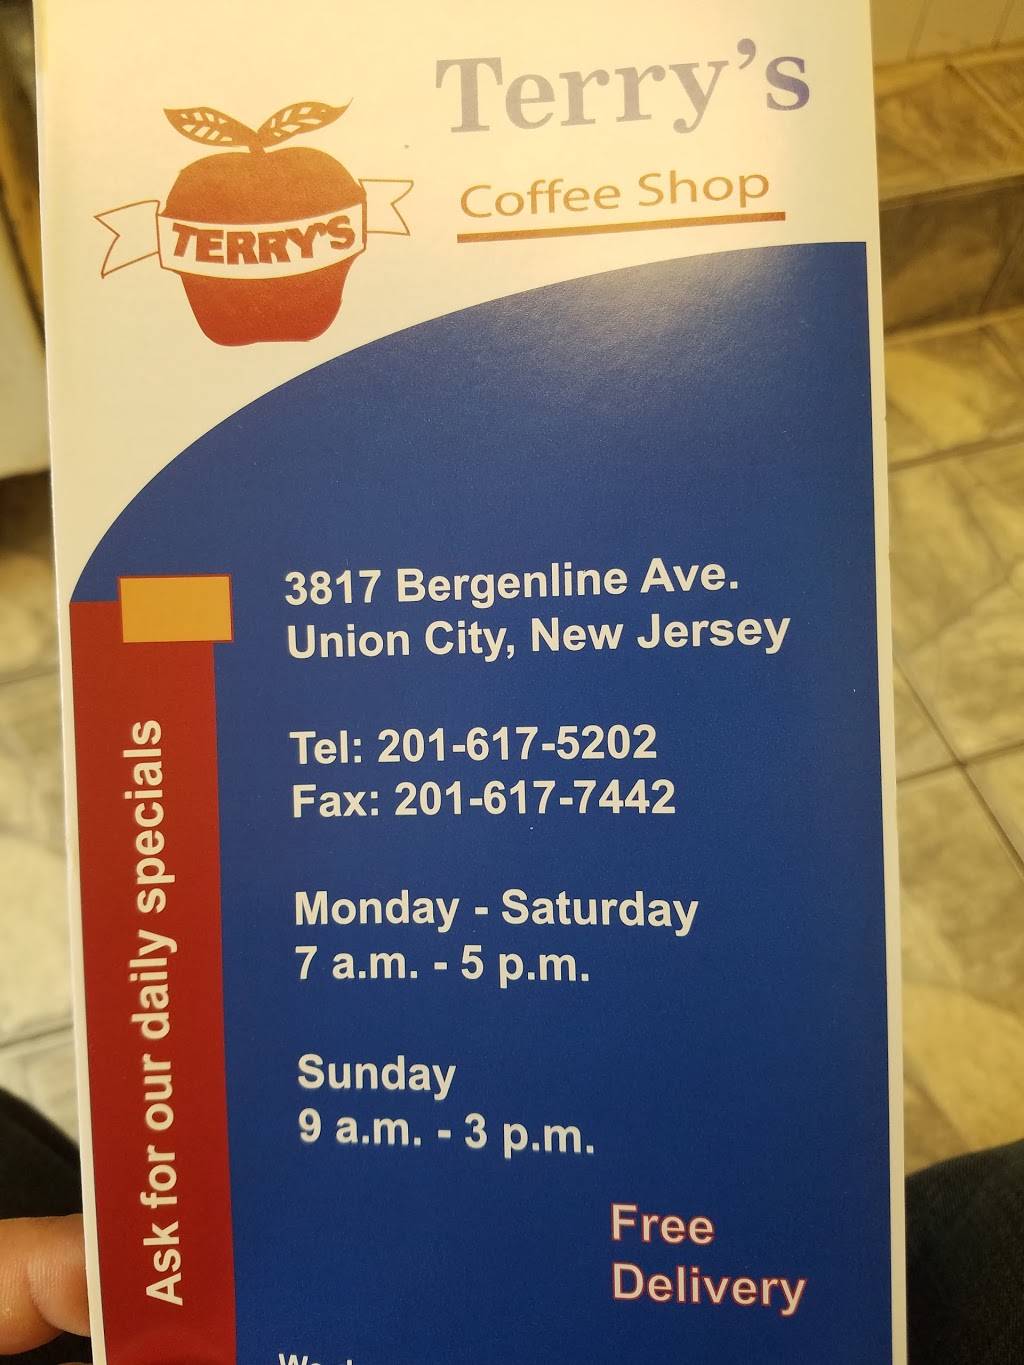 Terry's
Coffee Shop
TERRY'S
3817 Bergenline Ave.
Union City, New Jersey
Tel: 201-617-5202
Fax: 201-617-7442
Monday - Saturday
7 a.m. - 5 p.m.
Sunday
9 a.m. - 3 p.m.
Ask for our daily specials
Free
Delivery